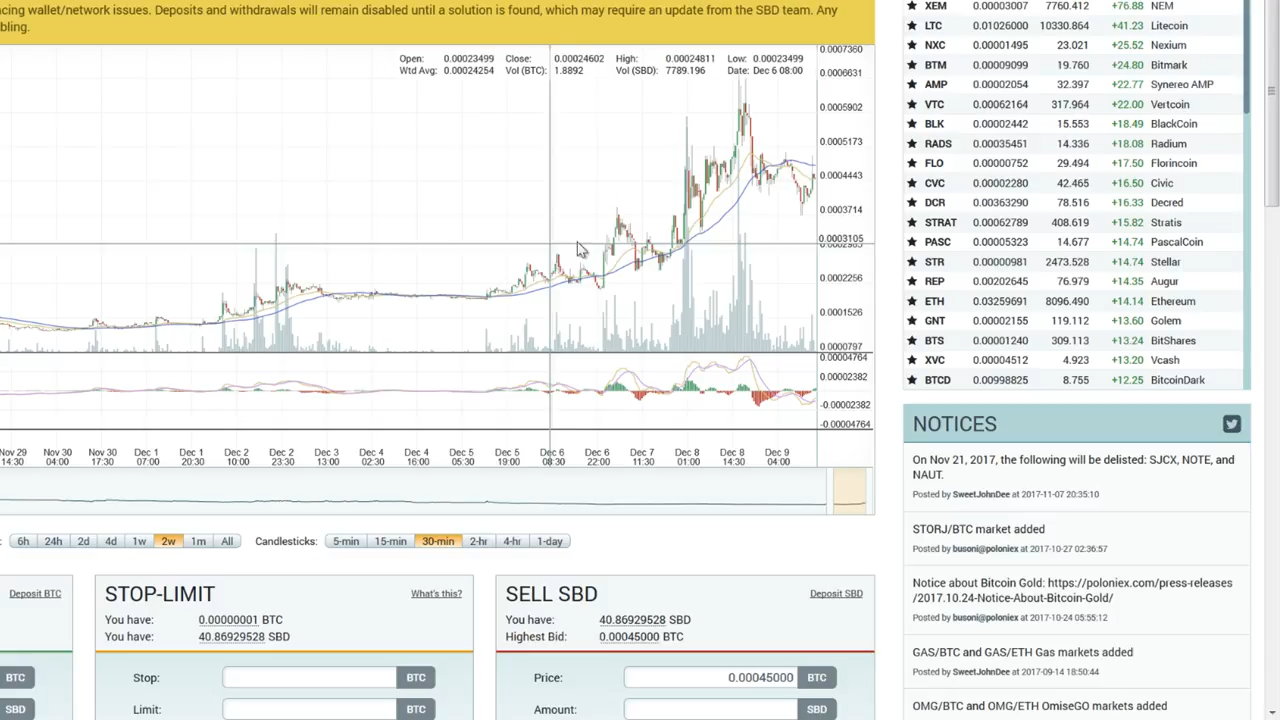 cing wallet/network issues. Deposits and withdrawals will remain disabled until a solution is found, which may require an update from the SBD team. Any
bling.
Open: 0.00023499 Close: 0.00024602 High: 0.00024811 Low: 0.00023499
Wtd Avg: 0.00024254 Vol (BTC): 1.8892 Vol (SBD): 7789.196 Date: Dec 6 08:00
0.0007360
0.0006631
0.0005902
0.0005173
0.0004443
0.0003714
0.0003105
0.0002256
0.0001526
0.0000797
0.00004764
0.00002382
-0.00002382
-0.00004764
Nov 29 Nov 30 Nov 30 Dec 1 Dec 1 Dec 2 Dec 2 Dec 3 Dec 4 Dec 4 Dec 5 Dec 5 Dec 6 Dec 6 Dec 7 Dec 8 Dec 8 Dec 9
14:30 04:00 17:30 07:00 20:30 10:00 23:30 13:00 02:30 16:00 05:30 19:00 08:30 22:00 11:30 01:00 14:30 04:00
: 6h 24h 2d 4d 1w 2w 1m All Candlesticks: 5-min 15-min 30-min 2-hr 4-hr 1-day
Deposit BTC
BTC
SBD
STOP-LIMIT What's this?
You have: 0.00000001 BTC
You have: 40.86929528 SBD
Stop: BTC
Limit: BTC
SELL SBD Deposit SBD
You have: 40.86929528 SBD
Highest Bid: 0.00045000 BTC
Price: 0.00045000 BTC
Amount: SBD
XEM 0.00003007 7760.412 +76.88 NEM
LTC 0.01026000 10330.864 +41.23 Litecoin
NXC 0.00001495 23.021 +25.52 Nexium
BTM 0.00009099 19.760 +24.80 Bitmark
AMP 0.00002054 32.397 +22.77 Synereo AMP
VTC 0.00062164 317.964 +22.00 Vertcoin
BLK 0.00002442 15.553 +18.49 BlackCoin
RADS 0.00035451 14.336 +18.08 Radium
FLO 0.00000752 29.494 +17.50 Florincoin
CVC 0.00002280 42.465 +16.50 Civic
DCR 0.00363290 78.516 +16.33 Decred
STRAT 0.00062789 408.619 +15.82 Stratis
PASC 0.00005323 14.677 +14.74 PascalCoin
STR 0.00000981 2473.528 +14.74 Stellar
REP 0.00202645 76.979 +14.35 Augur
ETH 0.03259691 8096.490 +14.14 Ethereum
GNT 0.00002155 119.112 +13.60 Golem
BTS 0.00001240 309.113 +13.24 BitShares
XVC 0.00004512 4.923 +13.20 Vcash
BTCD 0.00998825 8.755 +12.25 BitcoinDark
NOTICES
On Nov 21, 2017, the following will be delisted: SJCX, NOTE, and
NAUT.
Posted by SweetJohnDee at 2017-11-07 20:35:10
STORJ/BTC market added
Posted by busoni@poloniex at 2017-10-27 02:36:57
Notice about Bitcoin Gold: https://poloniex.com/press-releases
/2017.10.24-Notice-About-Bitcoin-Gold/
Posted by busoni@poloniex at 2017-10-24 05:55:12
GAS/BTC and GAS/ETH Gas markets added
Posted by SweetJohnDee at 2017-09-14 18:50:44
OMG/BTC and OMG/ETH OmiseGO markets added